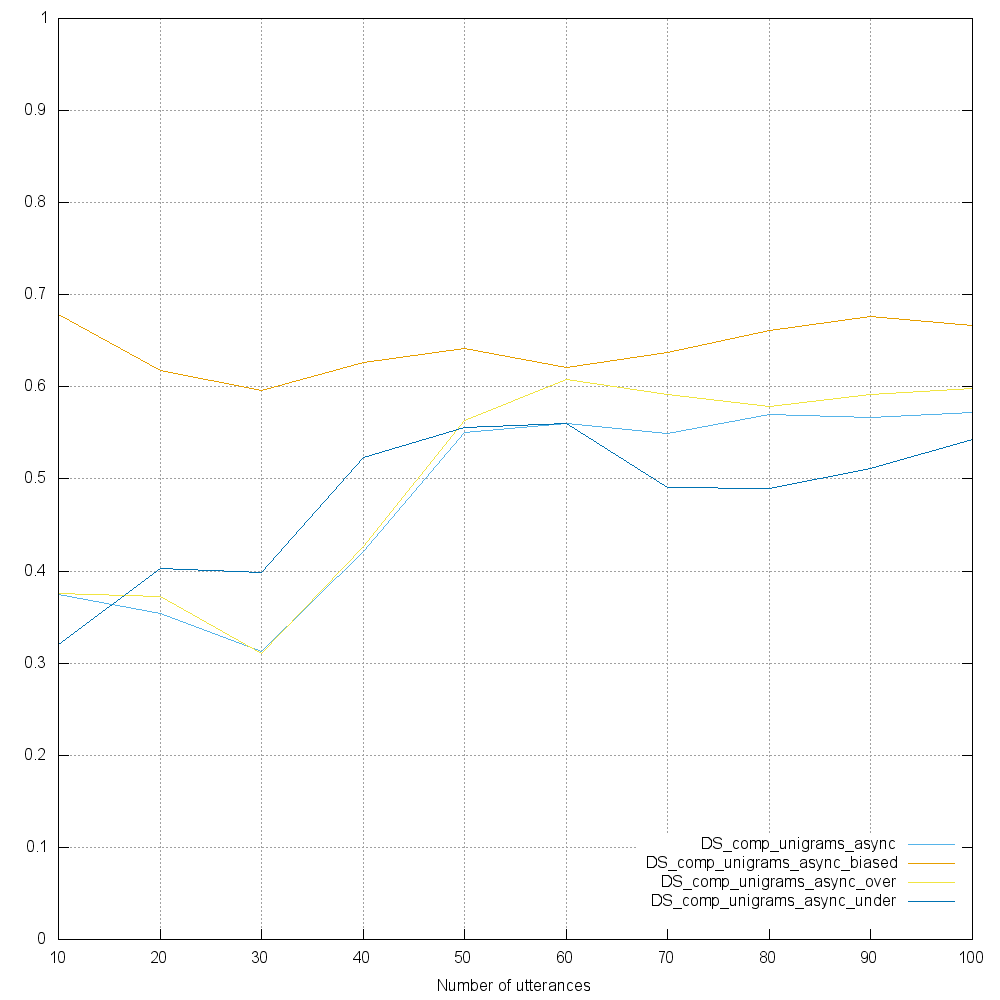 1
0.9
0.8
0.7
0.6
0.5
0.4
0.3
0.2
0.1
0
DS_comp_unigrams_async
DS_comp_unigrams_async_biased
DS_comp_unigrams_async_over
DS_comp_unigrams_async_under
10 20 30 40 50 60 70 80 90 100
Number of utterances